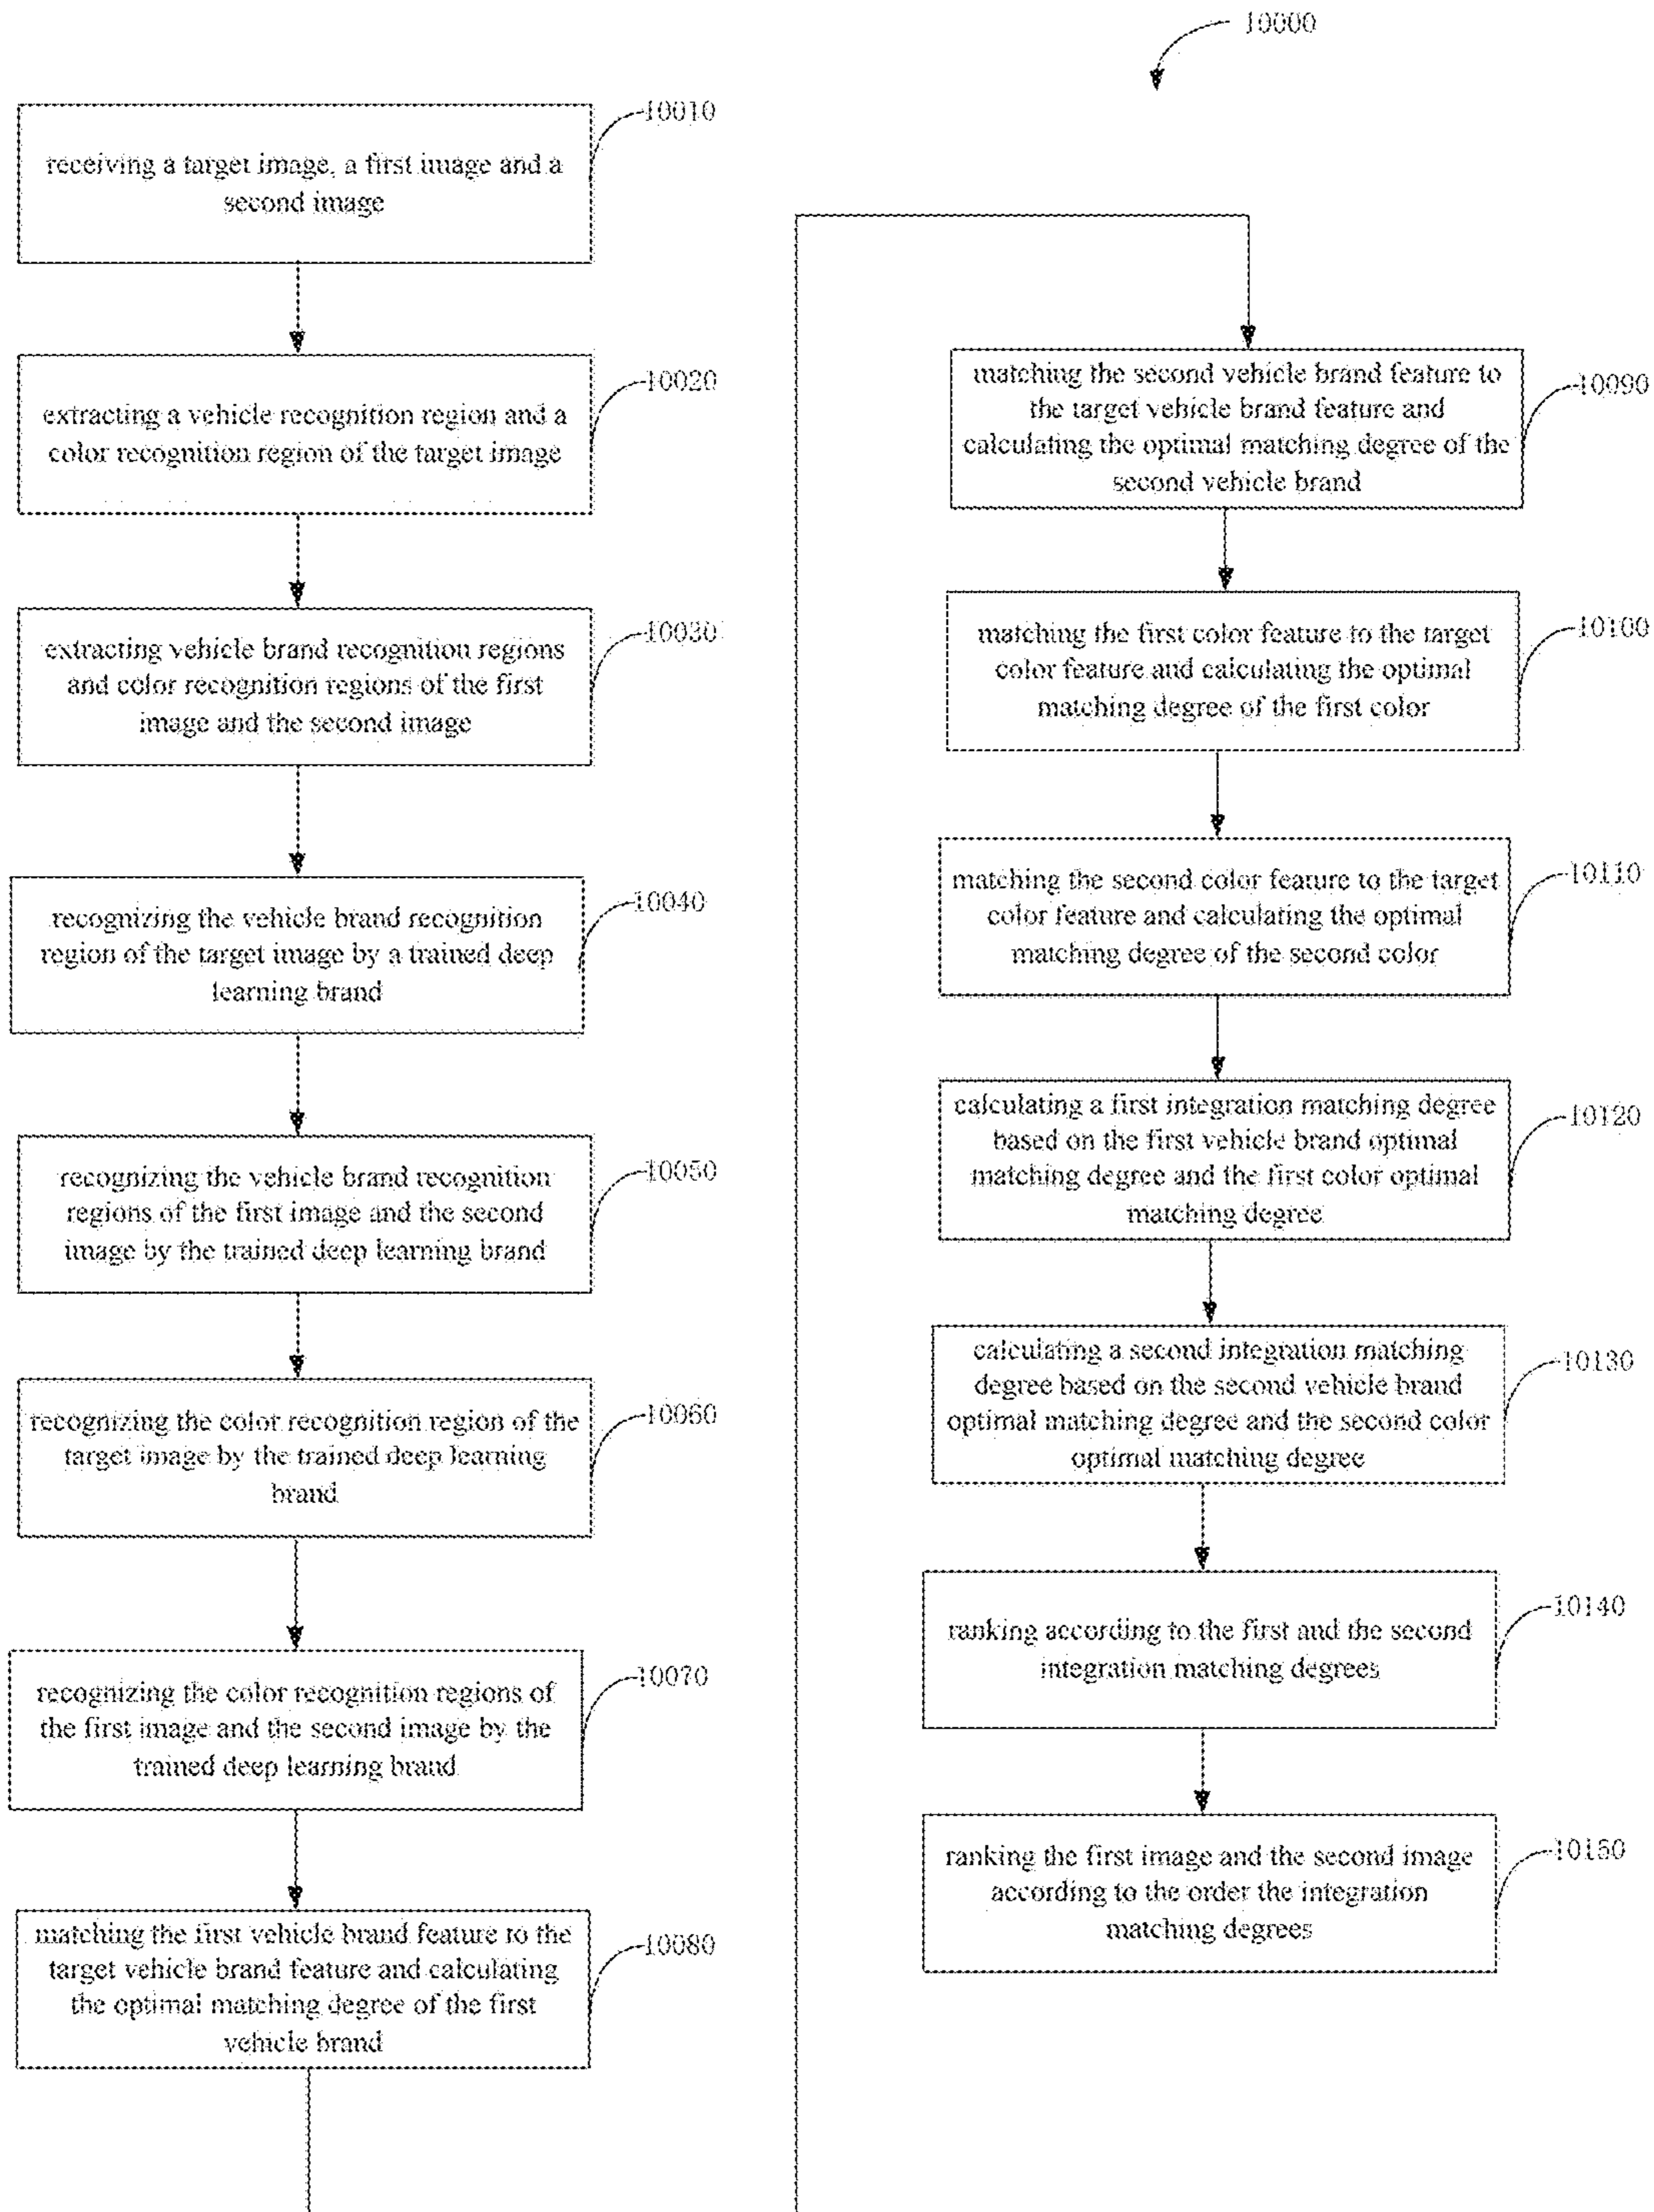 10000
10010
receiving a target image, a first image and a
second image
10020
extracting a vehicle recognition region and a
color recognition region of the target image
10030
extracting vehicle brand recognition regions
and color recognition regions of the first
image and the second image
10040
recognizing the vehicle brand recognition
region of the target image by a trained deep
learning brand
10050
recognizing the vehicle brand recognition
regions of the first image and the second
image by the trained deep learning brand
10060
recognizing the color recognition region of the
target image by the trained deep learning
brand
10070
recognizing the color recognition regions of
the first image and the second image by the
trained deep learning brand
10080
matching the first vehicle brand feature to the
target vehicle brand feature and calculating
the optimal matching degree of the first
vehicle brand
10090
matching the second vehicle brand feature to
the target vehicle brand feature and
calculating the optimal matching degree of the
second vehicle brand
10100
matching the first color feature to the target
color feature and calculating the optimal
matching degree of the first color
10110
matching the second color feature to the target
color feature and calculating the optimal
matching degree of the second color
10120
calculating a first integration matching degree
based on the first vehicle brand optimal
matching degree and the first color optimal
matching degree
10130
calculating a second integration matching
degree based on the second vehicle brand
optimal matching degree and the second color
optimal matching degree
10140
ranking according to the first and the second
integration matching degrees
10150
ranking the first image and the second image
according to the order the integration
matching degrees